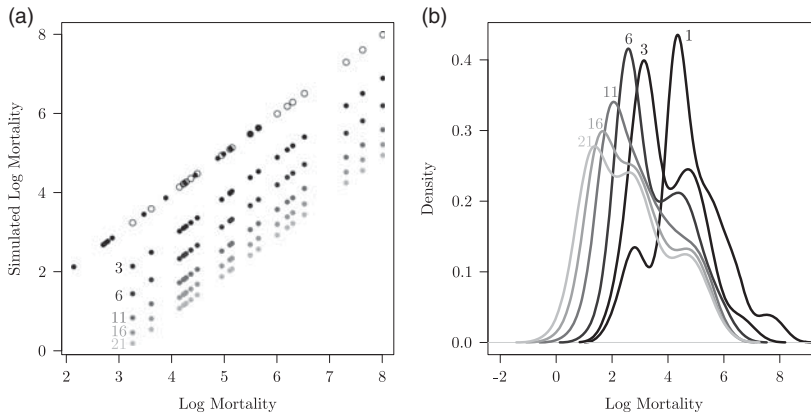 (a)
8
6
4
2
0
Simulated Log Mortality
3
6
11
16
21
2 3 4 5 6 7 8
Log Mortality
(b)
0.4
0.3
0.2
0.1
0.0
Density
1
6
3
11
16
21
-2 0 2 4 6 8
Log Mortality